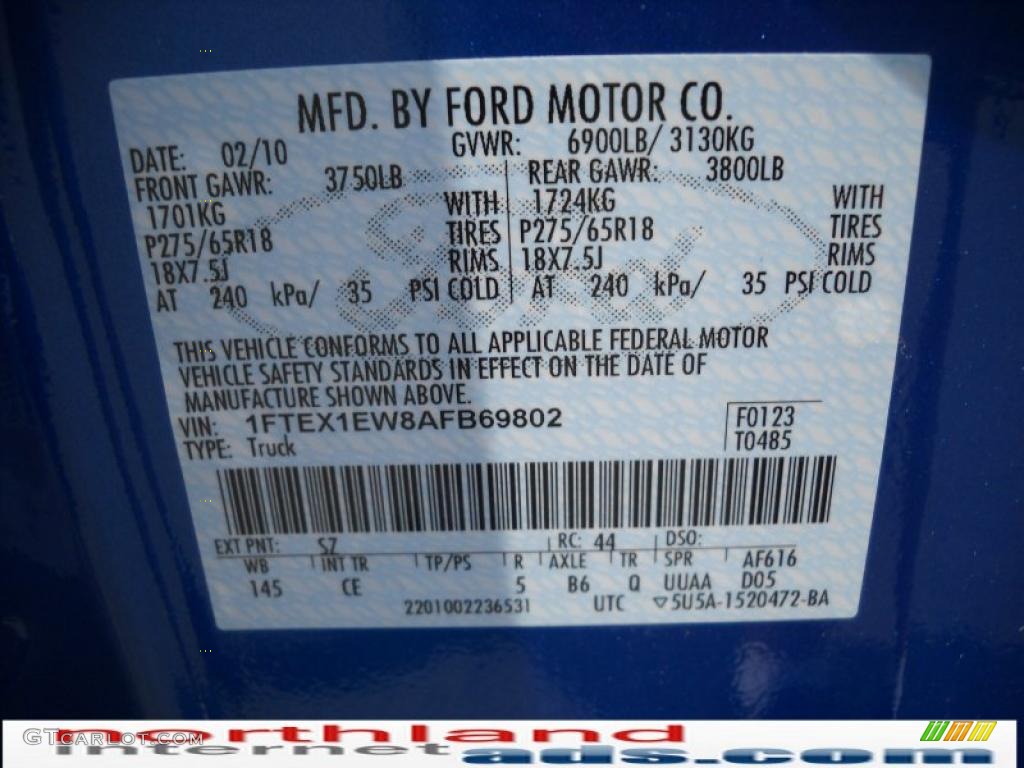 MFD. BY FORD MOTOR CO.
DATE: 02/10 GVWR: 6900LB/ 3130KG
FRONT GAWR: 3750LB REAR GAWR: 3800LB
1701KG WITH 1724KG WITH
P275/65R18 TIRES P275/65R18 TIRES
18X7.5J RIMS 18X7.5J RIMS
AT 240 kPa/ 35 PSI COLD AT 240 kPa/ 35 PSI COLD
THIS VEHICLE CONFORMS TO ALL APPLICABLE FEDERAL MOTOR
VEHICLE SAFETY STANDARDS IN EFFECT ON THE DATE OF
MANUFACTURE SHOWN ABOVE.
VIN: 1FTEX1EW8AFB69802 F0123
TYPE: Truck T0485
EXT PNT: SZ RC: 44 DSO:
WB INT TR TP/PS R AXLE TR SPR AF616
145 CE 5 B6 Q UUAA D05
2201002236531 UTC ▽5U5A-1520472-BA
Ford
northland
GTcarlot.com
internet ads.com